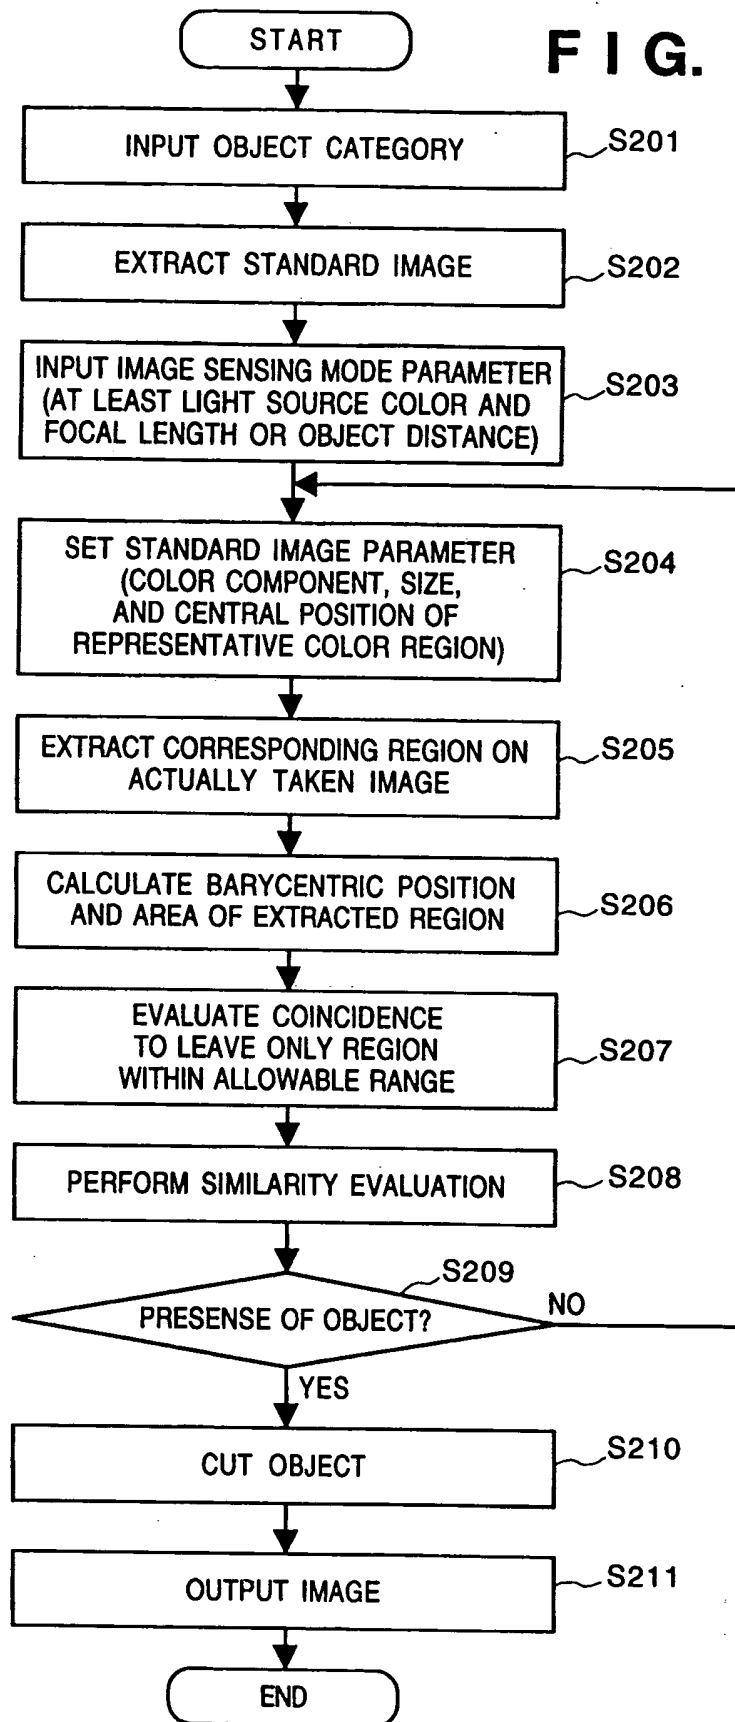 START
FIG.
INPUT OBJECT CATEGORY
S201
EXTRACT STANDARD IMAGE
S202
INPUT IMAGE SENSING MODE PARAMETER
(AT LEAST LIGHT SOURCE COLOR AND
FOCAL LENGTH OR OBJECT DISTANCE)
S203
SET STANDARD IMAGE PARAMETER
(COLOR COMPONENT, SIZE,
AND CENTRAL POSITION OF
REPRESENTATIVE COLOR REGION)
S204
EXTRACT CORRESPONDING REGION ON
ACTUALLY TAKEN IMAGE
S205
CALCULATE BARYCENTRIC POSITION
AND AREA OF EXTRACTED REGION
S206
EVALUATE COINCIDENCE
TO LEAVE ONLY REGION
WITHIN ALLOWABLE RANGE
S207
PERFORM SIMILARITY EVALUATION
S208
S209
PRESENSE OF OBJECT?
NO
YES
CUT OBJECT
S210
OUTPUT IMAGE
S211
END